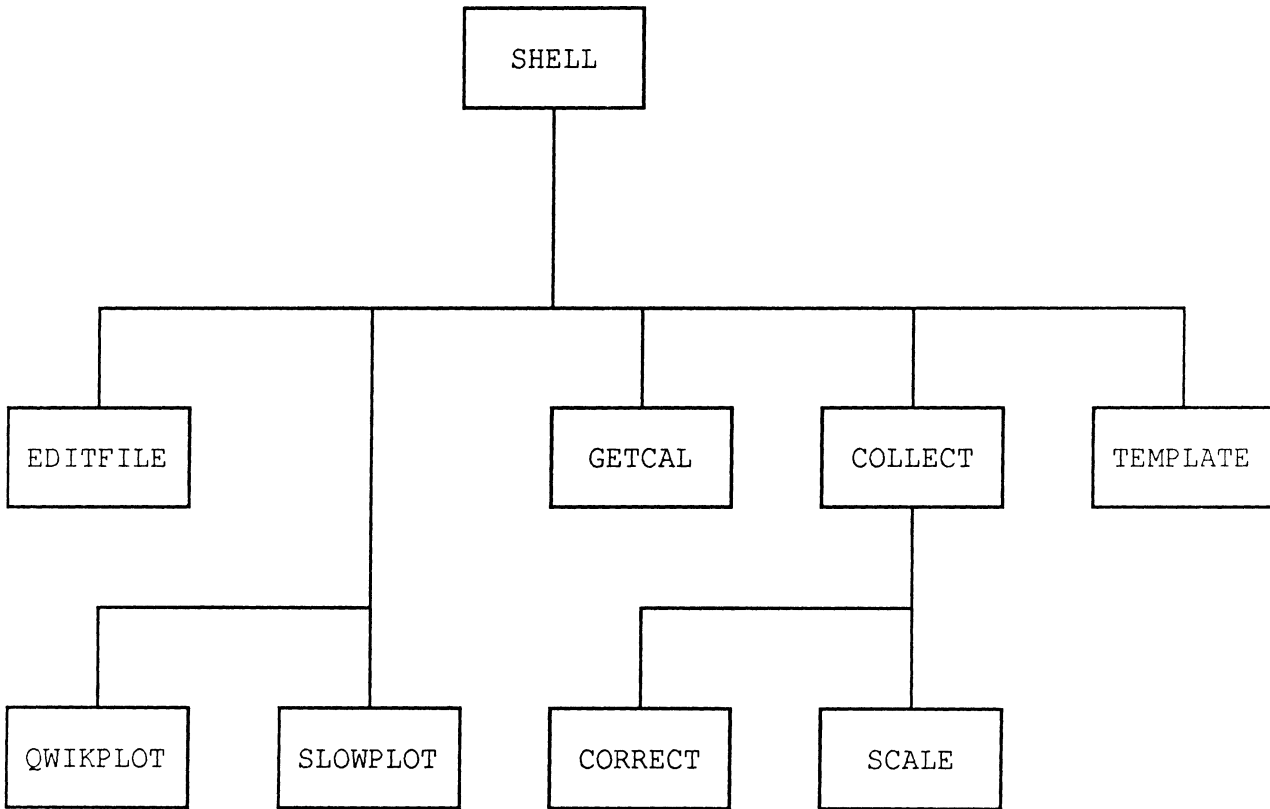 SHELL
EDITFILE
GETCAL
COLLECT
TEMPLATE
QWIKPLOT
SLOWPLOT
CORRECT
SCALE